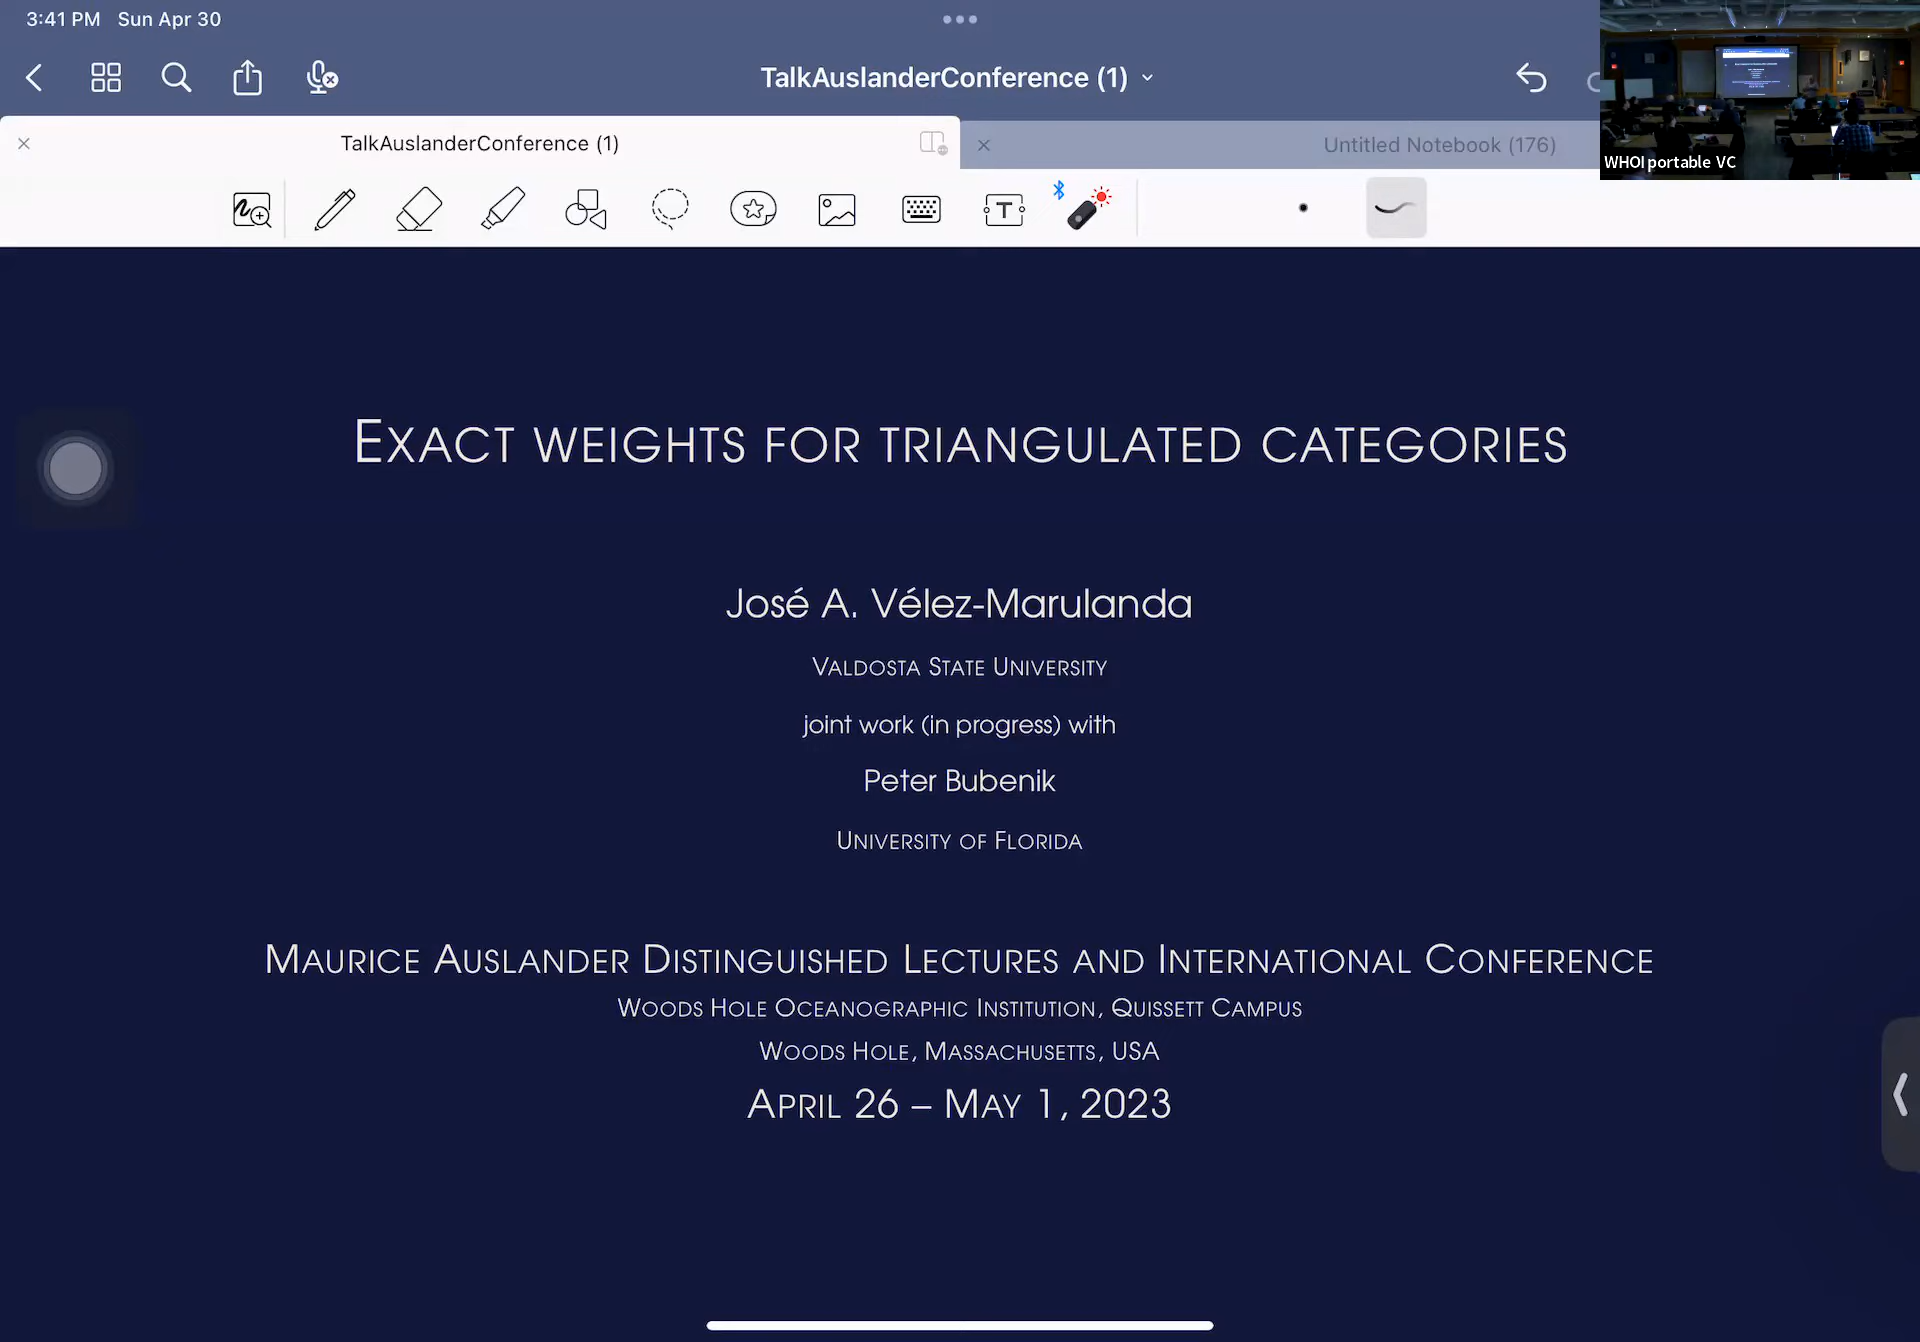 3:41 PM Sun Apr 30
TalkAuslanderConference (1)
TalkAuslanderConference (1)
Untitled Notebook (176)
WHOI portable VC
T
EXACT WEIGHTS FOR TRIANGULATED CATEGORIES
José A. Vélez-Marulanda
VALDOSTA STATE UNIVERSITY
joint work (in progress) with
Peter Bubenik
UNIVERSITY OF FLORIDA
MAURICE AUSLANDER DISTINGUISHED LECTURES AND INTERNATIONAL CONFERENCE
WOODS HOLE OCEANOGRAPHIC INSTITUTION, QUISSETT CAMPUS
WOODS HOLE, MASSACHUSETTS, USA
APRIL 26 – MAY 1, 2023